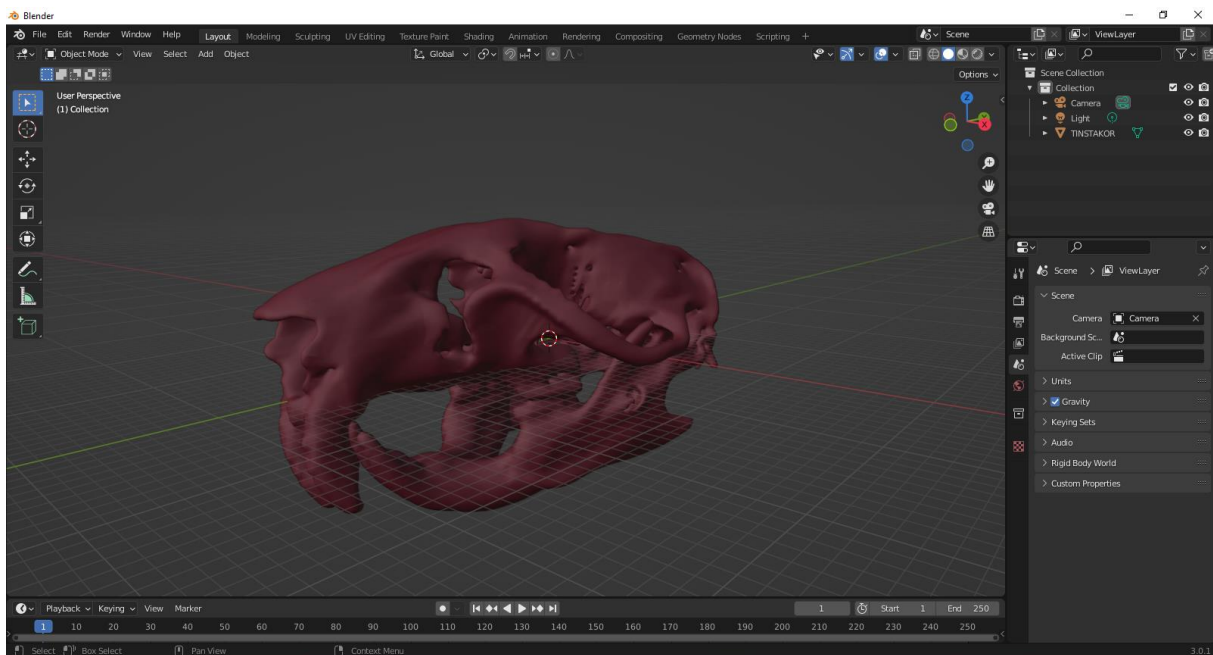 Blender
File Edit Render Window Help Layout Modeling Sculpting UV Editing Texture Paint Shading Animation Rendering Compositing Geometry Nodes Scripting + Scene ViewLayer
Object Mode View Select Add Object Global
Options
User Perspective
(1) Collection
Z
X
Scene Collection
Collection
Camera
Light
TINSTAKOR
Scene > ViewLayer
Scene
Camera Camera
Background Sc...
Active Clip
Units
Gravity
Keying Sets
Audio
Rigid Body World
Custom Properties
Playback Keying View Marker 1 Start 1 End 250
1 10 20 30 40 50 60 70 80 90 100 110 120 130 140 150 160 170 180 190 200 210 220 230 240 250
Select Box Select Pan View Context Menu 3.0.1